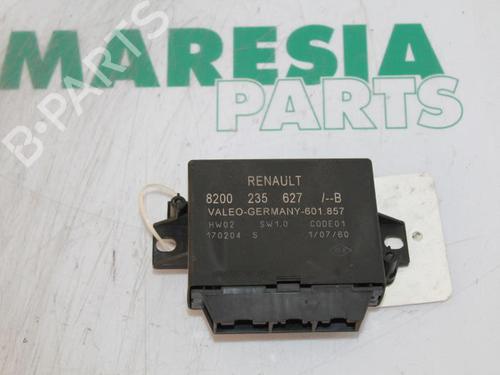 MARESIA
PARTS
B-PARTS
RENAULT
8200 235 627 /--B
VALEO-GERMANY-601.857
HW02 SW1.0 CODE01
170204 S 1/07/60